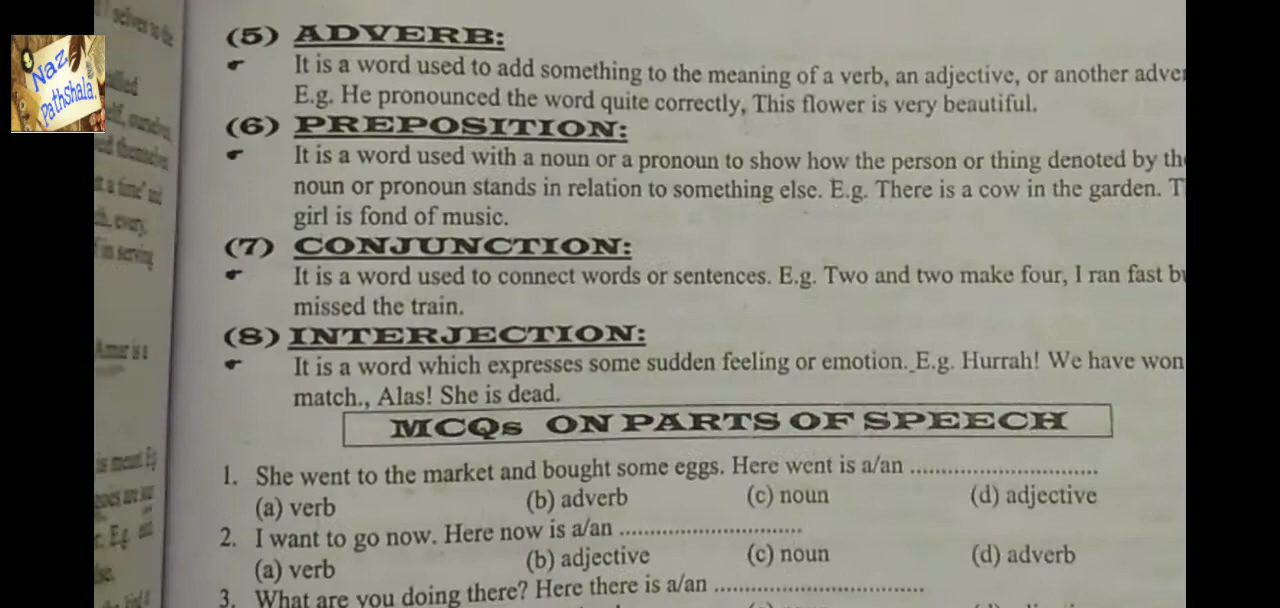 Naz
Pathshala.
(5) ADVERB:
It is a word used to add something to the meaning of a verb, an adjective, or another
E.g. He pronounced the word quite correctly, This flower is very beautiful.
(6) PREPOSITION:
It is a word used with a noun or a pronoun to show how the person or thing denoted by
noun or pronoun stands in relation to something else. E.g. There is a cow in the garden.
girl is fond of music.
(7) CONJUNCTION:
It is a word used to connect words or sentences. E.g. Two and two make four, I ran fast
missed the train.
(8) INTERJECTION:
It is a word which expresses some sudden feeling or emotion. E.g. Hurrah! We have won
match., Alas! She is dead.
MCQs ON PARTS OF SPEECH
1. She went to the market and bought some eggs. Here went is a/an ..............................
(a) verb (b) adverb (c) noun (d) adjective
2. I want to go now. Here now is a/an ..............................
(a) verb (b) adjective (c) noun (d) adverb
3. What are you doing there? Here there is a/an ..................................